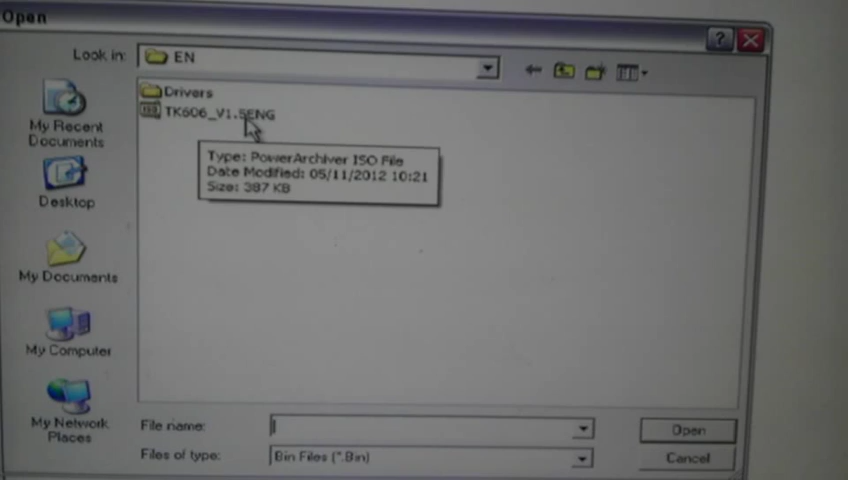 Open
Look in:
EN
Drivers
TK606_V1.5ENG
Type: PowerArchiver ISO File
Date Modified: 05/11/2012 10:21
Size: 387 KB
My Recent
Documents
Desktop
My Documents
My Computer
My Network
Places
File name:
Open
Files of type:
Bin Files (*.Bin)
Cancel